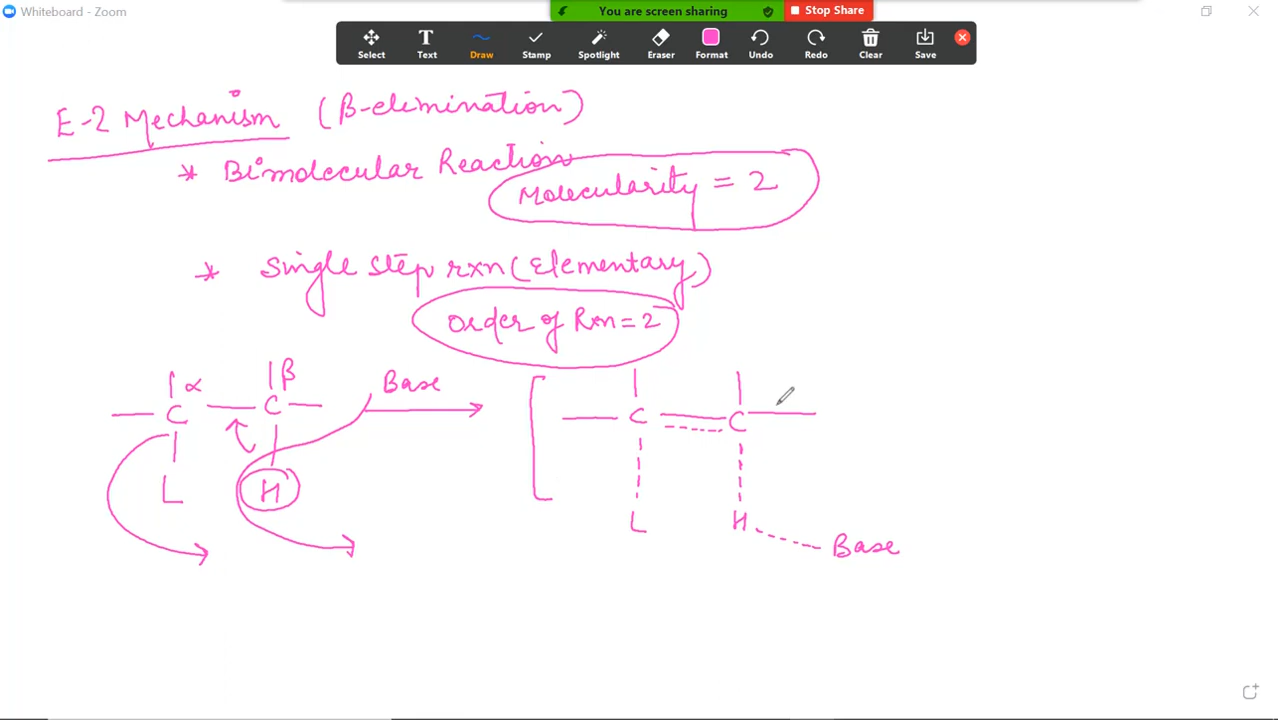 Whiteboard - Zoom
You are screen sharing
Stop Share
Select Text Draw Stamp Spotlight Eraser Format Undo Redo Clear Save
E-2 Mechanism (β-elimination)
* Bimolecular Reaction
Molecularity = 2
* Single step rxn (Elementary)
Order of Rxn = 2
α β Base
C C C C
L H L H
Base